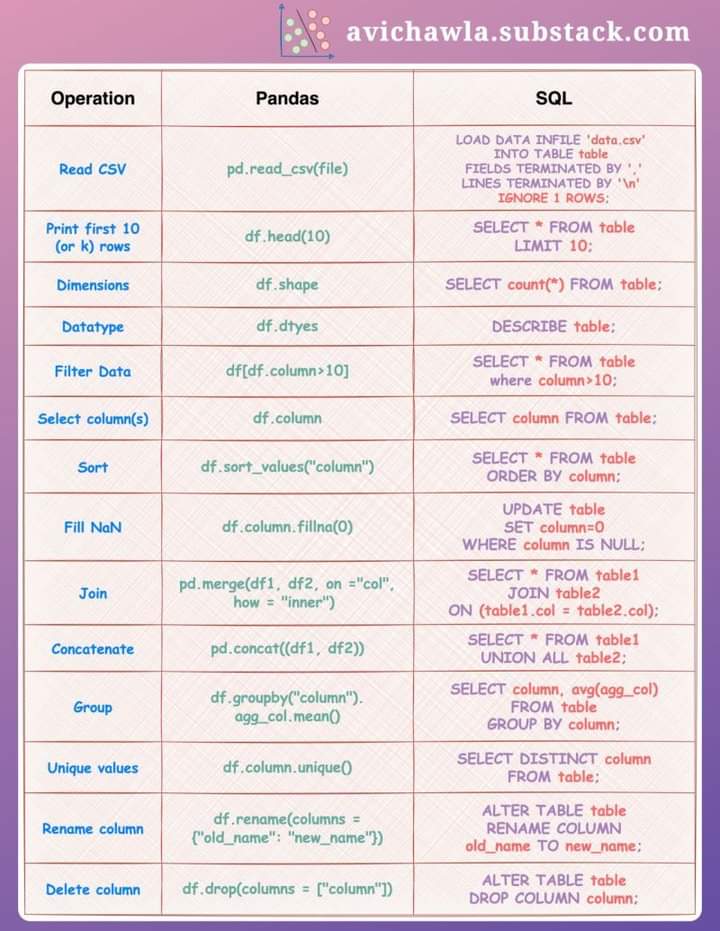 avichawla.substack.com
Operation
Pandas
SQL
Read CSV
pd.read_csv(file)
LOAD DATA INFILE 'data.csv'
INTO TABLE table
FIELDS TERMINATED BY ','
LINES TERMINATED BY '\n'
IGNORE 1 ROWS;
Print first 10
(or k) rows
df.head(10)
SELECT * FROM table
LIMIT 10;
Dimensions
df.shape
SELECT count(*) FROM table;
Datatype
df.dtyes
DESCRIBE table;
Filter Data
df[df.column>10]
SELECT * FROM table
where column>10;
Select column(s)
df.column
SELECT column FROM table;
Sort
df.sort_values("column")
SELECT * FROM table
ORDER BY column;
Fill NaN
df.column.fillna(0)
UPDATE table
SET column=0
WHERE column IS NULL;
Join
pd.merge(df1, df2, on ="col",
how = "inner")
SELECT * FROM table1
JOIN table2
ON (table1.col = table2.col);
Concatenate
pd.concat((df1, df2))
SELECT * FROM table1
UNION ALL table2;
Group
df.groupby("column").
agg_col.mean()
SELECT column, avg(agg_col)
FROM table
GROUP BY column;
Unique values
df.column.unique()
SELECT DISTINCT column
FROM table;
Rename column
df.rename(columns =
{"old_name": "new_name"})
ALTER TABLE table
RENAME COLUMN
old_name TO new_name;
Delete column
df.drop(columns = ["column"])
ALTER TABLE table
DROP COLUMN column;